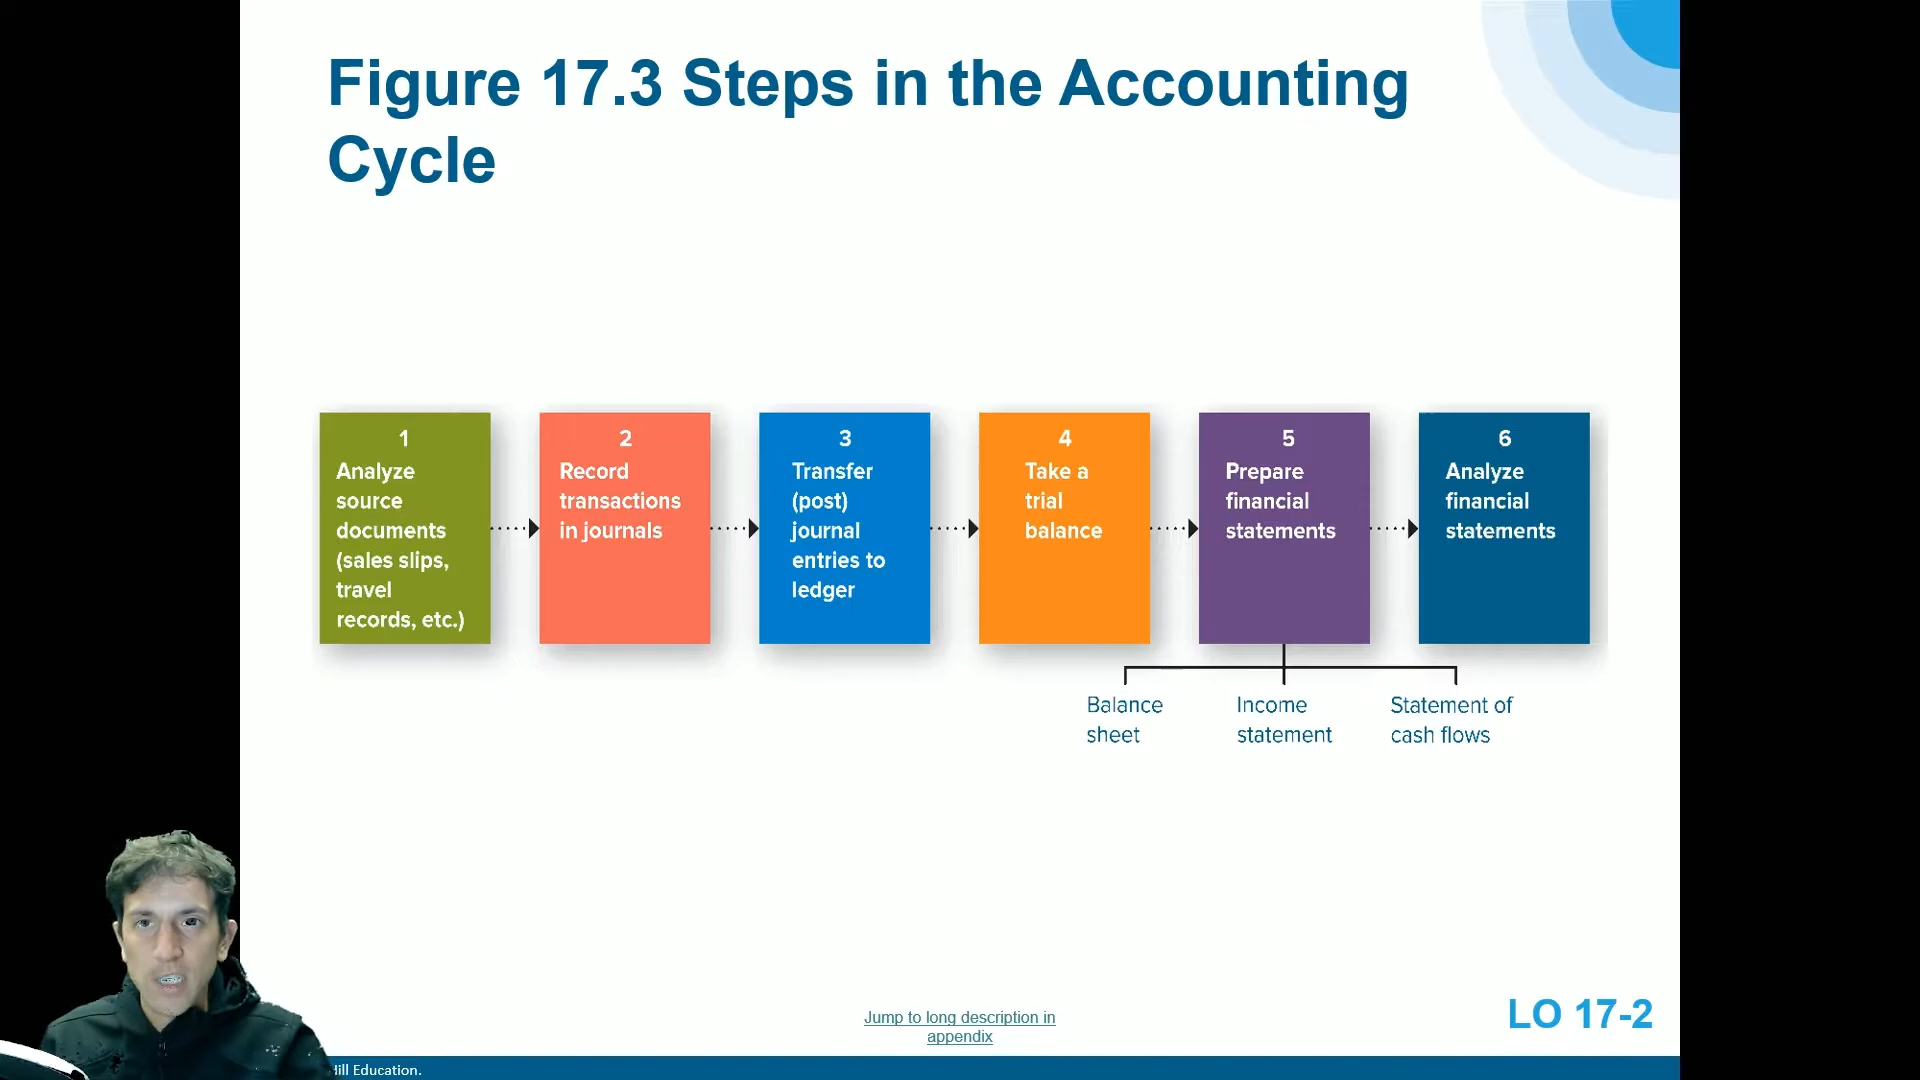 Figure 17.3 Steps in the Accounting
Cycle
1
Analyze
source
documents
(sales slips,
travel
records, etc.)
2
Record
transactions
in journals
3
Transfer
(post)
journal
entries to
ledger
4
Take a
trial
balance
5
Prepare
financial
statements
6
Analyze
financial
statements
Balance
sheet
Income
statement
Statement of
cash flows
Jump to long description in
appendix
LO 17-2
Education.